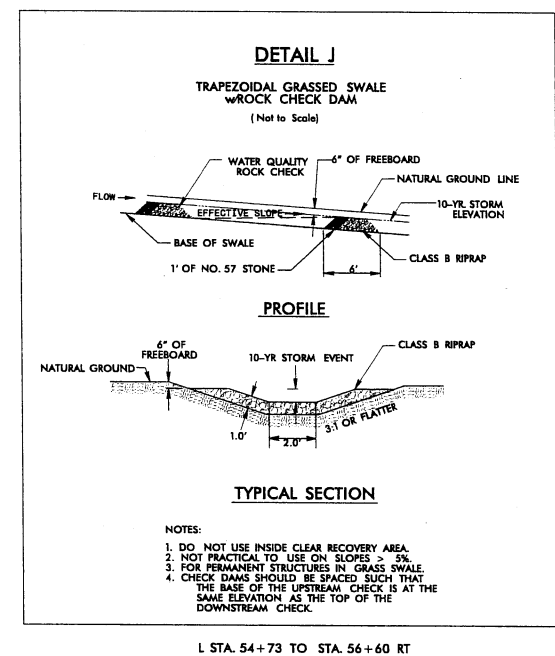 DETAIL J
TRAPEZOIDAL GRASSED SWALE
w/ROCK CHECK DAM
(Not to Scale)
WATER QUALITY
ROCK CHECK
6" OF FREEBOARD
NATURAL GROUND LINE
FLOW
10-YR. STORM
ELEVATION
EFFECTIVE SLOPE
BASE OF SWALE
CLASS B RIPRAP
1' OF NO. 57 STONE
6'
PROFILE
6" OF
FREEBOARD
10-YR STORM EVENT
CLASS B RIPRAP
NATURAL GROUND
1.0'
2.0'
3:1 OR FLATTER
TYPICAL SECTION
NOTES:
1. DO NOT USE INSIDE CLEAR RECOVERY AREA.
2. NOT PRACTICAL TO USE ON SLOPES > 5%.
3. FOR PERMANENT STRUCTURES IN GRASS SWALE.
4. CHECK DAMS SHOULD BE SPACED SUCH THAT
THE BASE OF THE UPSTREAM CHECK IS AT THE
SAME ELEVATION AS THE TOP OF THE
DOWNSTREAM CHECK.
L STA. 54+73 TO STA. 56+60 RT